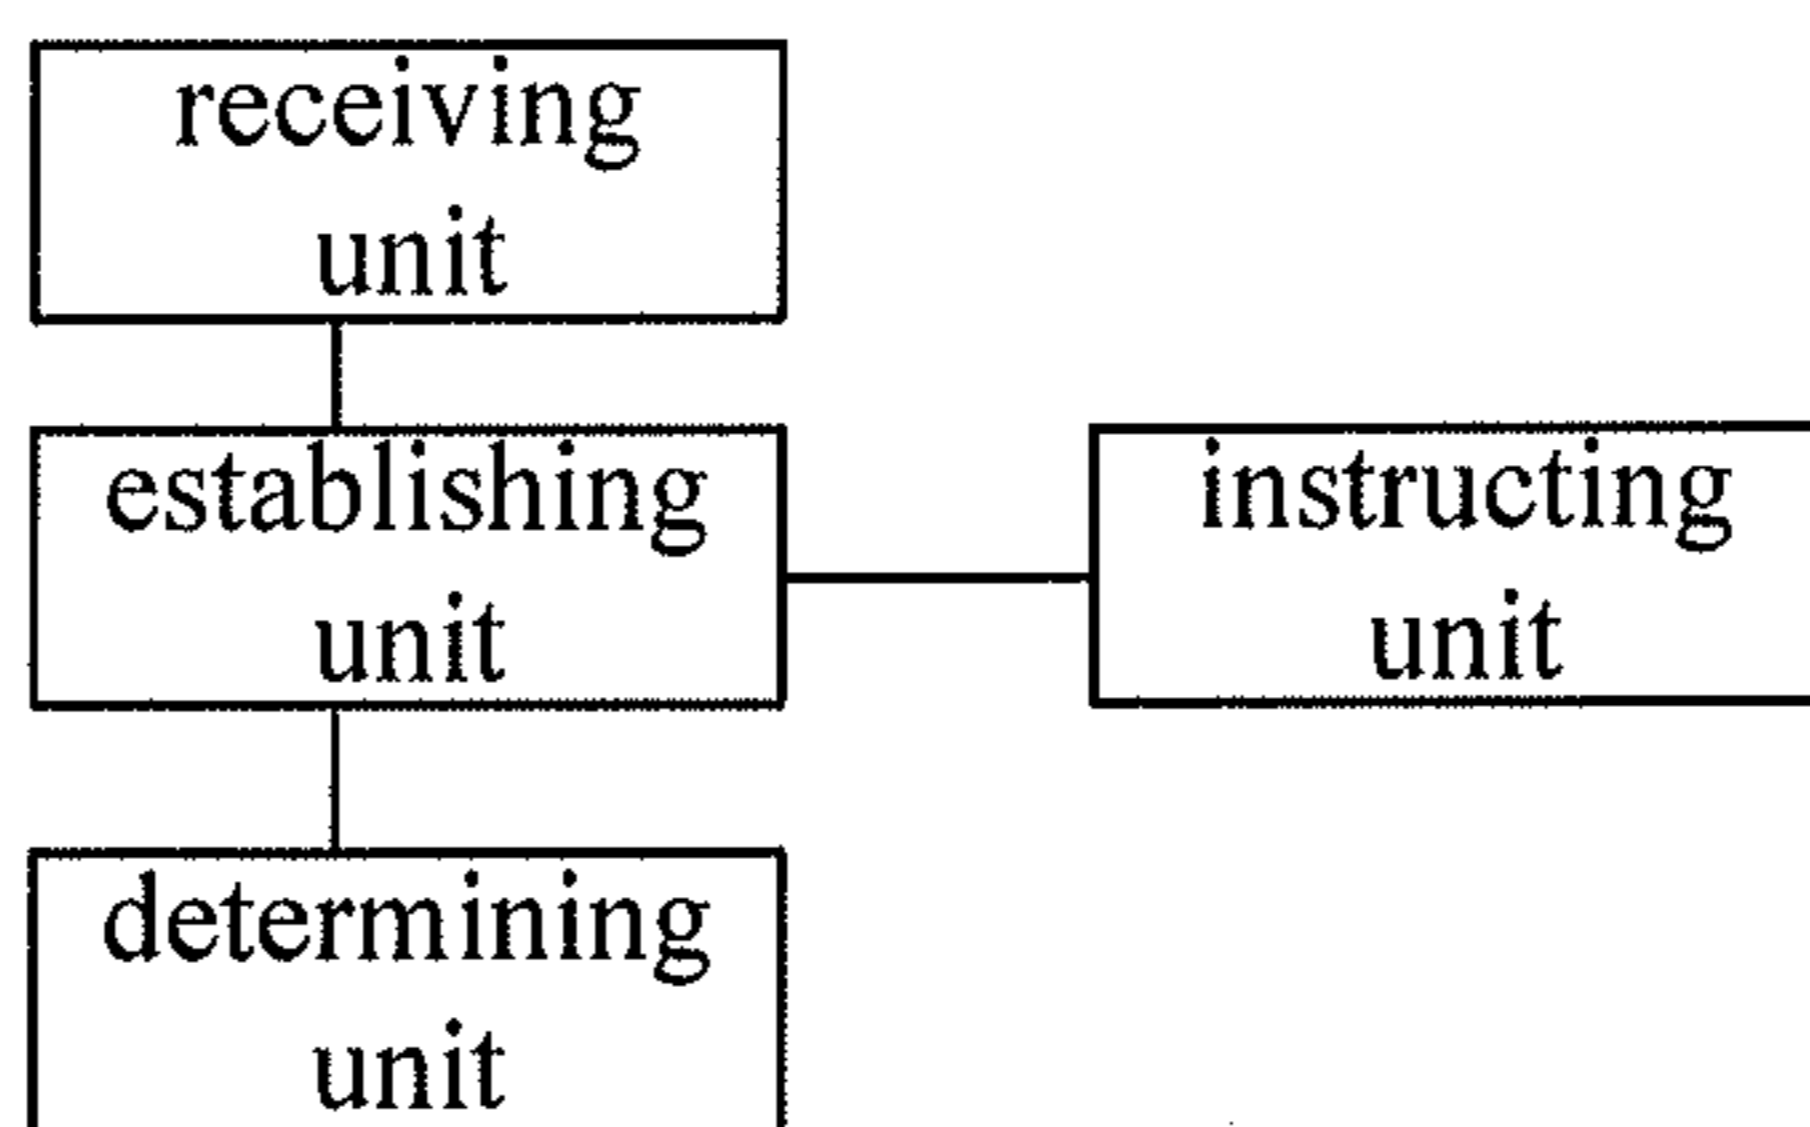 receiving
unit
establishing
unit
instructing
unit
determining
unit